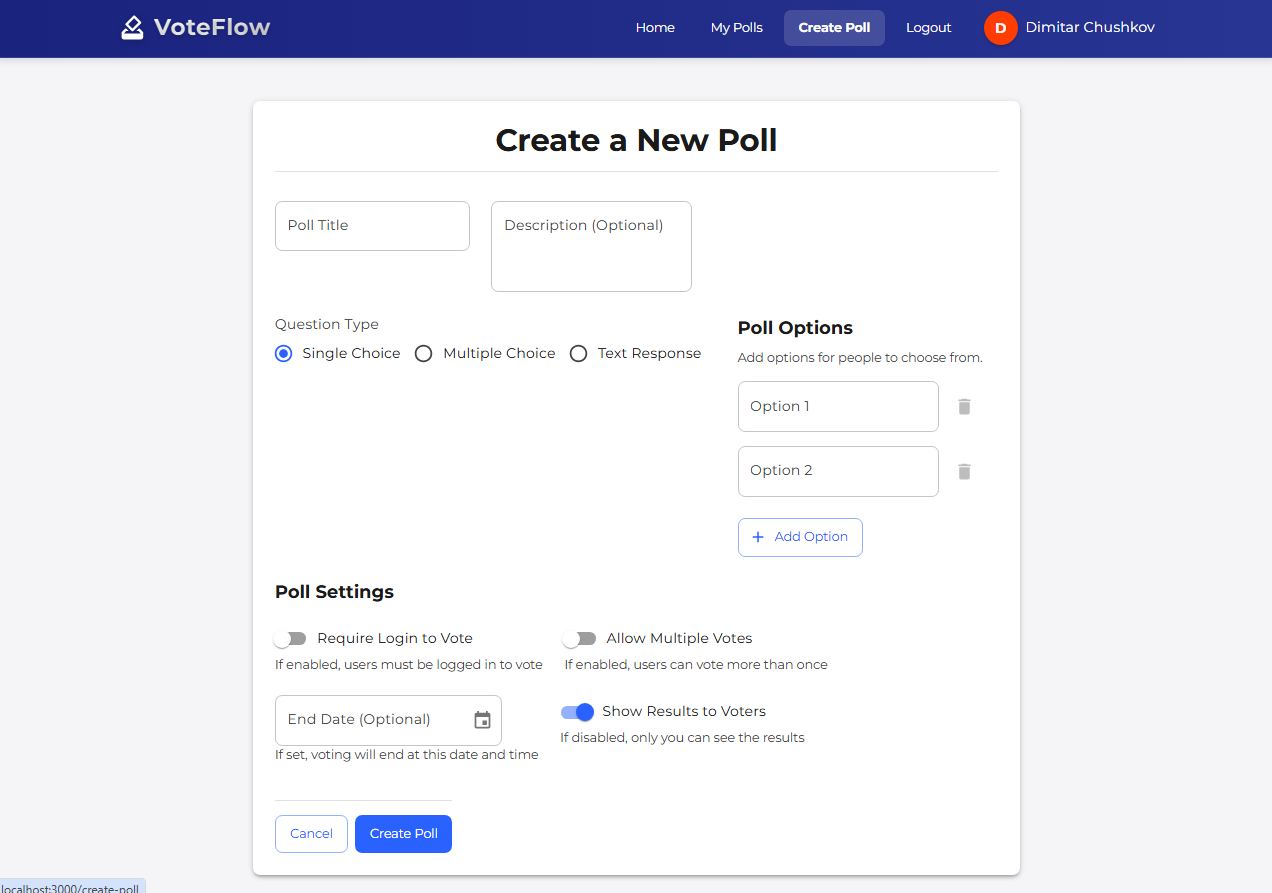 VoteFlow
Home My Polls Create Poll Logout D Dimitar Chushkov
Create a New Poll
Poll Title
Description (Optional)
Question Type
Single Choice Multiple Choice Text Response
Poll Options
Add options for people to choose from.
Option 1
Option 2
+ Add Option
Poll Settings
Require Login to Vote
If enabled, users must be logged in to vote
Allow Multiple Votes
If enabled, users can vote more than once
End Date (Optional)
If set, voting will end at this date and time
Show Results to Voters
If disabled, only you can see the results
Cancel Create Poll
localhost:3000/create-poll